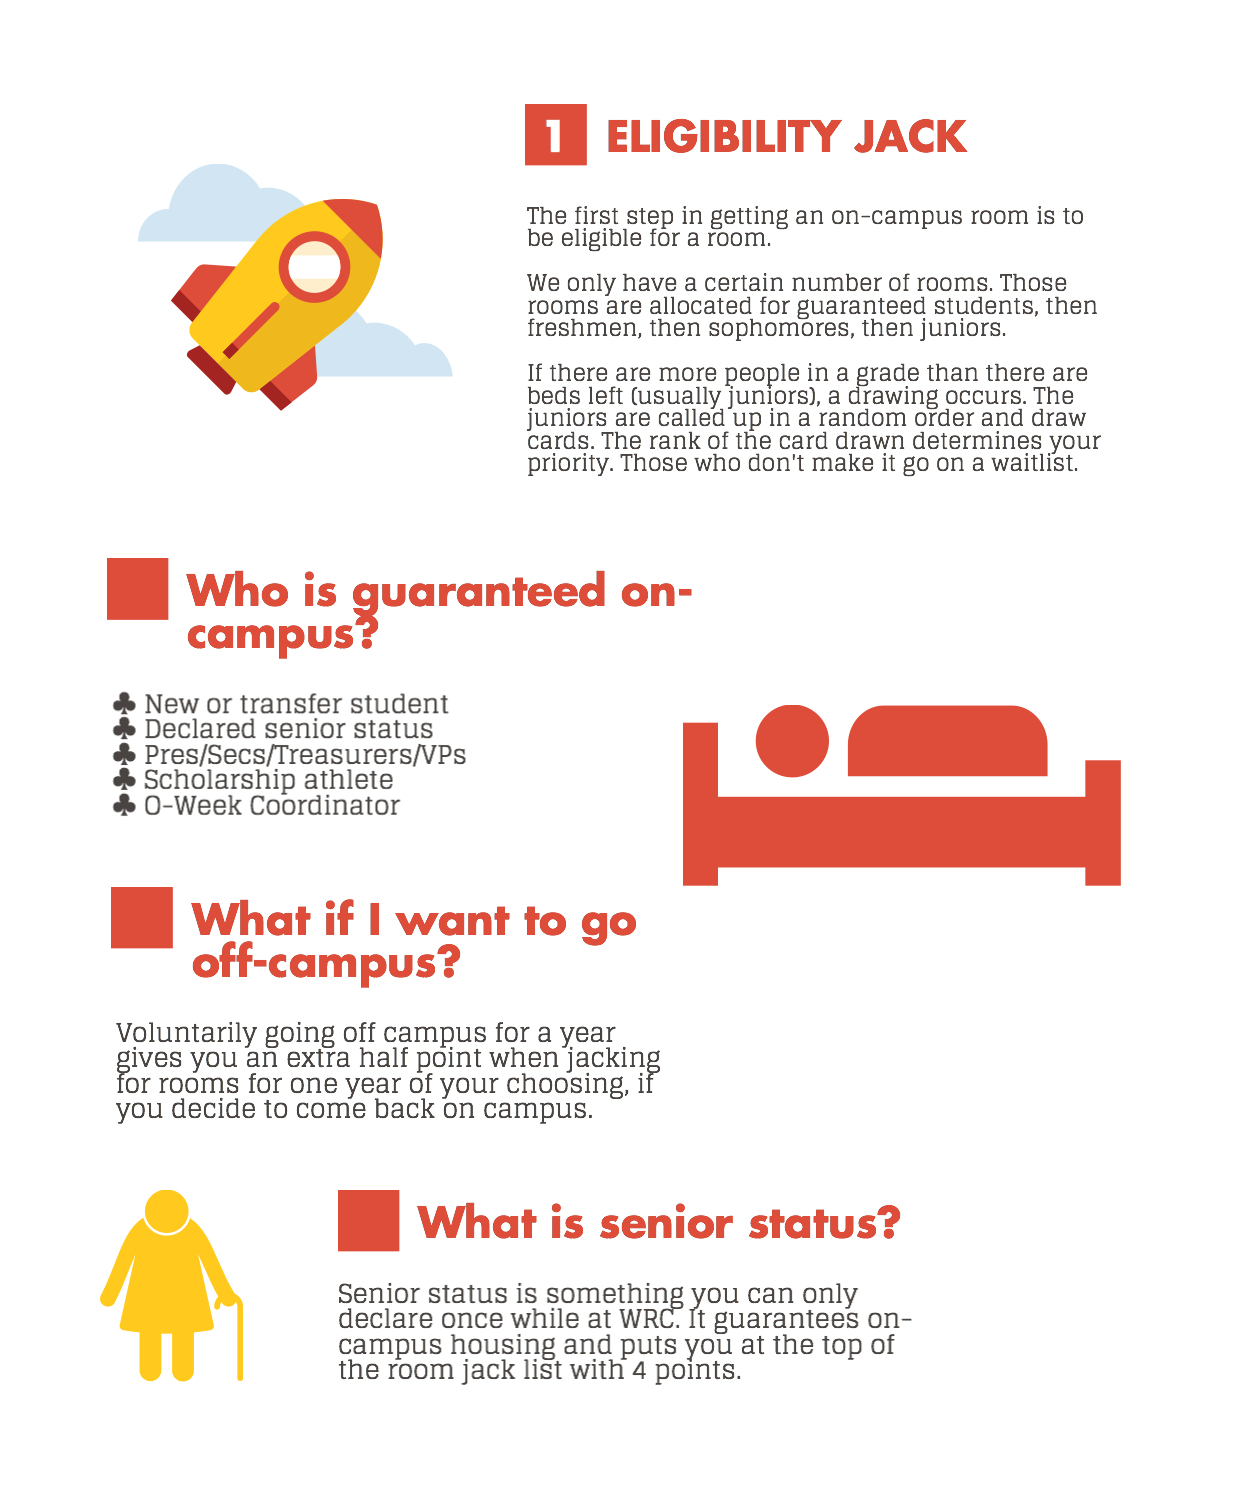 1 ELIGIBILITY JACK
The first step in getting an on-campus room is to
be eligible for a room.
We only have a certain number of rooms. Those
rooms are allocated for guaranteed students, then
freshmen, then sophomores, then juniors.
If there are more people in a grade than there are
beds left (usually juniors), a drawing occurs. The
juniors are called up in a random order and draw
cards. The rank of the card drawn determines your
priority. Those who don't make it go on a waitlist.
Who is guaranteed on-
campus?
♣ New or transfer student
♣ Declared senior status
♣ Pres/Secs/Treasurers/VPs
♣ Scholarship athlete
♣ O-Week Coordinator
What if I want to go
off-campus?
Voluntarily going off campus for a year
gives you an extra half point when jacking
for rooms for one year of your choosing, if
you decide to come back on campus.
What is senior status?
Senior status is something you can only
declare once while at WRC. It guarantees on-
campus housing and puts you at the top of
the room jack list with 4 points.